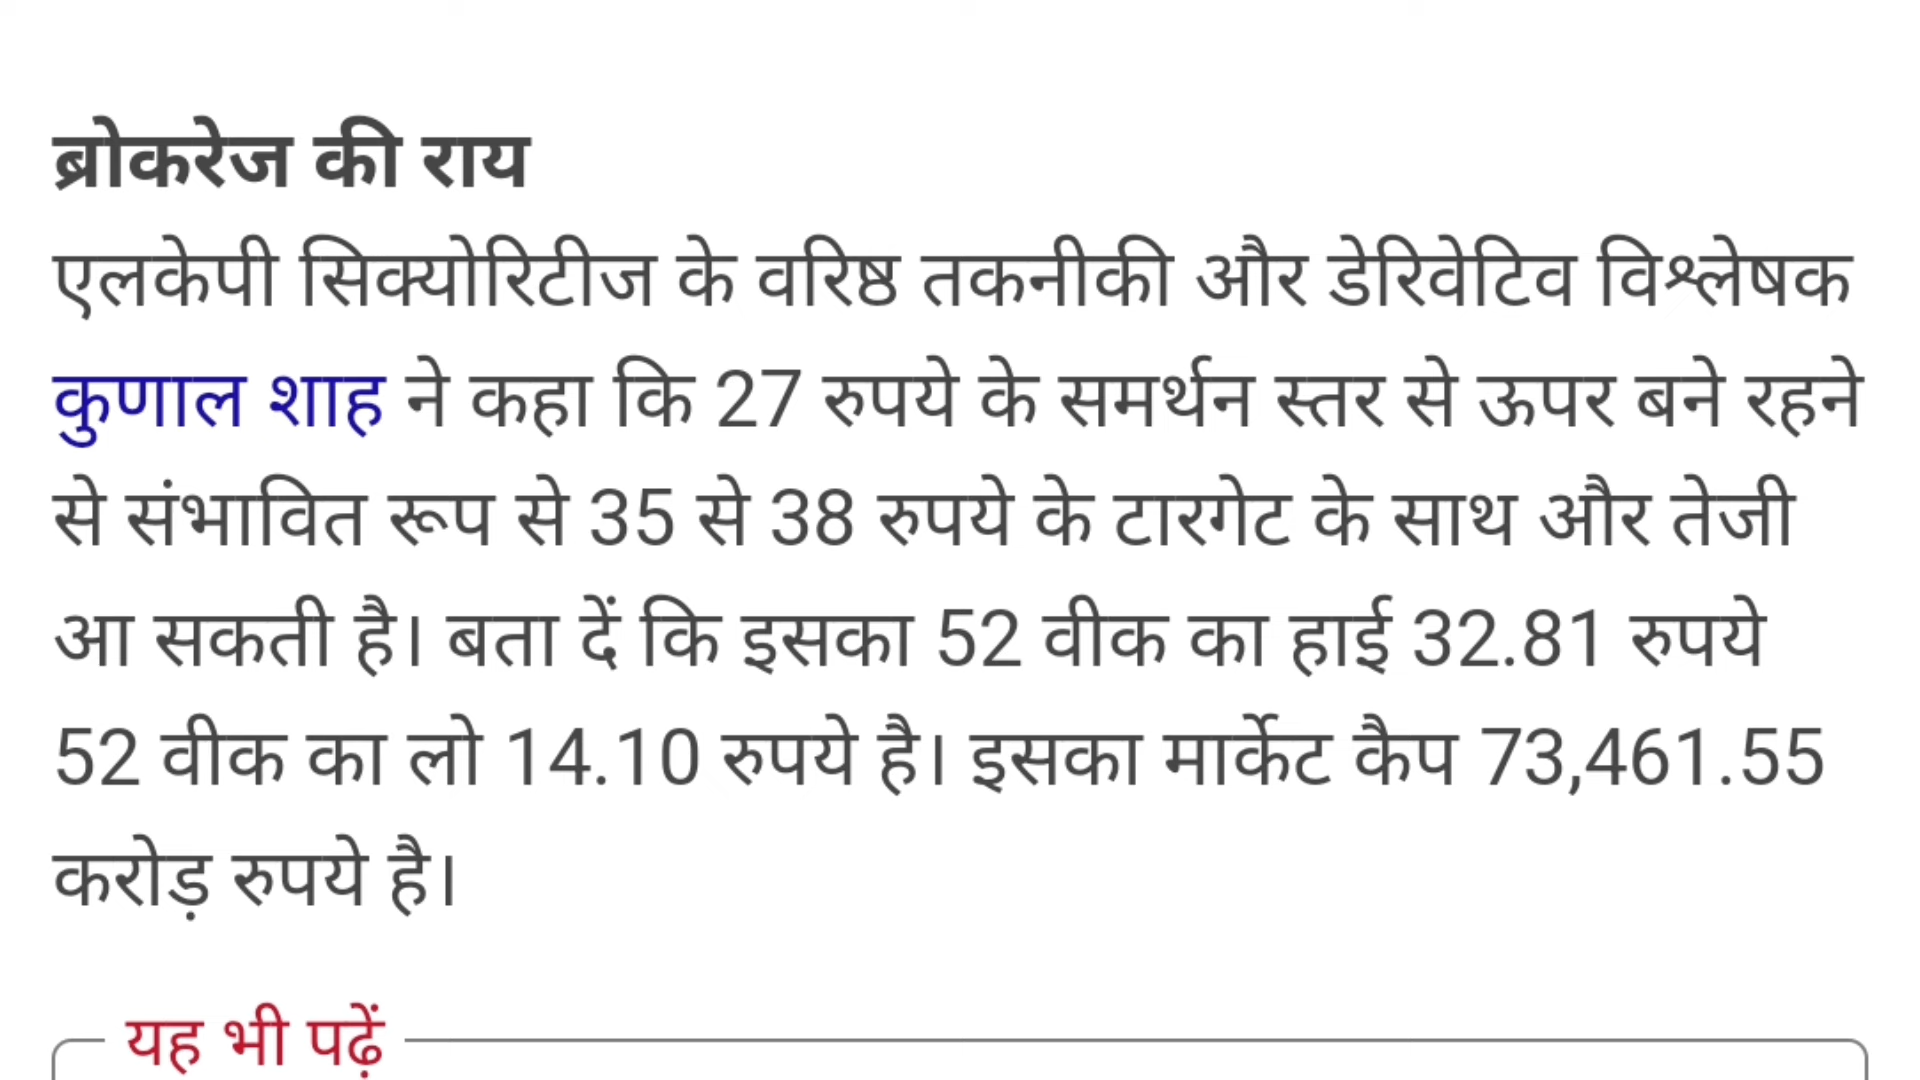 ब्रोकरेज की राय
एलकेपी सिक्योरिटीज के वरिष्ठ तकनीकी और डेरिवेटिव विश्लेषक
कुणाल शाह ने कहा कि 27 रुपये के समर्थन स्तर से ऊपर बने रहने
से संभावित रूप से 35 से 38 रुपये के टारगेट के साथ और तेजी
आ सकती है। बता दें कि इसका 52 वीक का हाई 32.81 रुपये
52 वीक का लो 14.10 रुपये है। इसका मार्केट कैप 73,461.55
करोड़ रुपये है।
यह भी पढ़ें